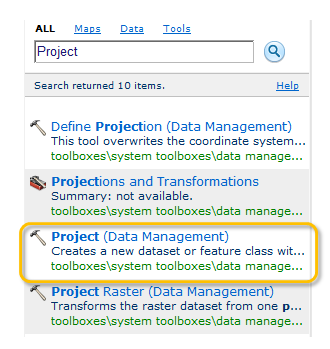 ALL Maps Data Tools
Project
Search returned 10 items. Help
Define Projection (Data Management)
This tool overwrites the coordinate system...
toolboxes\system toolboxes\data manage...
Projections and Transformations
Summary: not available.
toolboxes\system toolboxes\data manage...
Project (Data Management)
Creates a new dataset or feature class wit...
toolboxes\system toolboxes\data manage...
Project Raster (Data Management)
Transforms the raster dataset from one p...
toolboxes\system toolboxes\data manage...